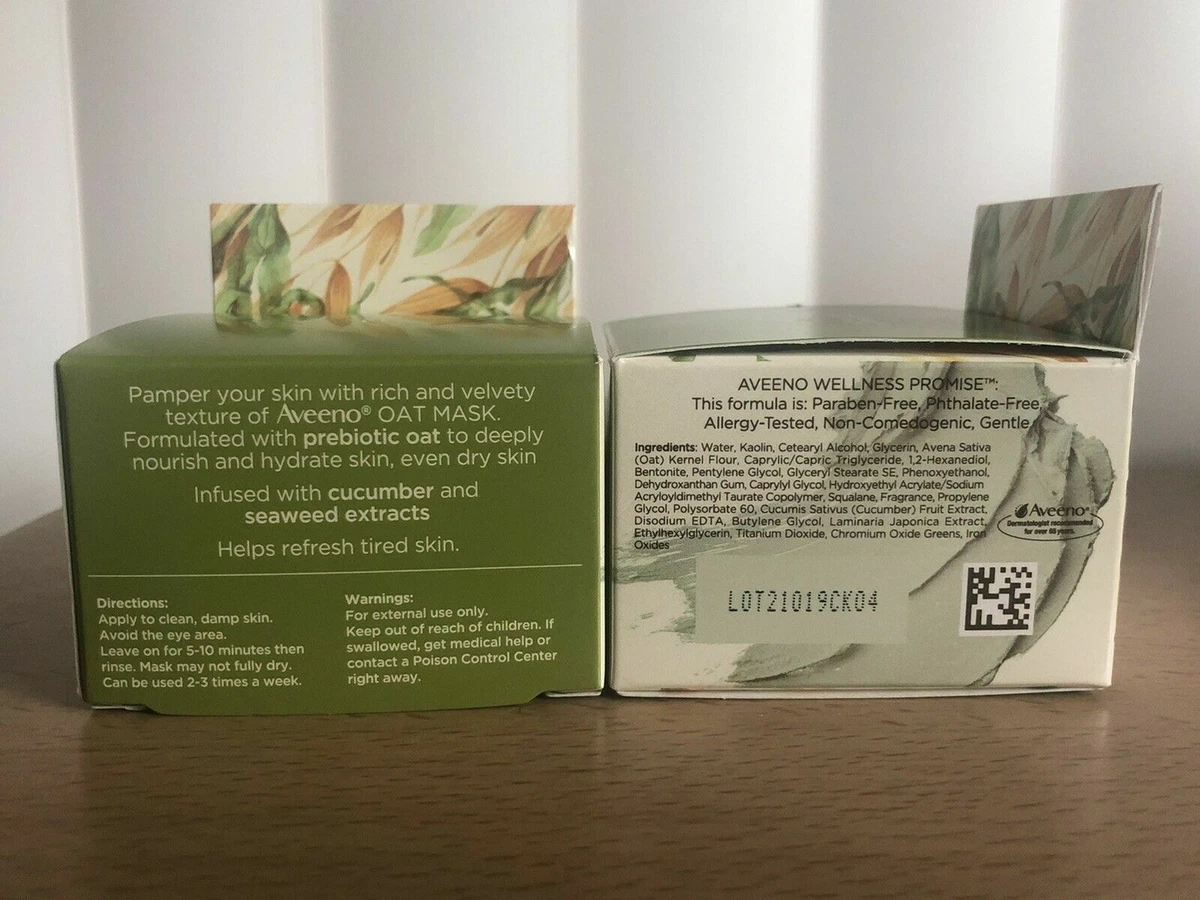 Pamper your skin with rich and velvety
texture of Aveeno® OAT MASK.
Formulated with prebiotic oat to deeply
nourish and hydrate skin, even dry skin
Infused with cucumber and
seaweed extracts
Helps refresh tired skin.
Directions:
Apply to clean, damp skin.
Avoid the eye area.
Leave on for 5-10 minutes then
rinse. Mask may not fully dry.
Can be used 2-3 times a week.
Warnings:
For external use only.
Keep out of reach of children. If
swallowed, get medical help or
contact a Poison Control Center
right away.
AVEENO WELLNESS PROMISE™:
This formula is: Paraben-Free, Phthalate-Free,
Allergy-Tested, Non-Comedogenic, Gentle
Ingredients: Water, Kaolin, Cetearyl Alcohol, Glycerin, Avena Sativa
(Oat) Kernel Flour, Caprylic/Capric Triglyceride, 1,2-Hexanediol,
Bentonite, Pentylene Glycol, Glyceryl Stearate SE, Phenoxyethanol,
Dehydroxanthan Gum, Caprylyl Glycol, Hydroxyethyl Acrylate/Sodium
Acryloyldimethyl Taurate Copolymer, Squalane, Fragrance, Propylene
Glycol, Polysorbate 60, Cucumis Sativus (Cucumber) Fruit Extract,
Disodium EDTA, Butylene Glycol, Laminaria Japonica Extract,
Ethylhexylglycerin, Titanium Dioxide, Chromium Oxide Greens, Iron
Oxides
Aveeno®
Dermatologist recommended
for over 65 years.
LOT21019CK04